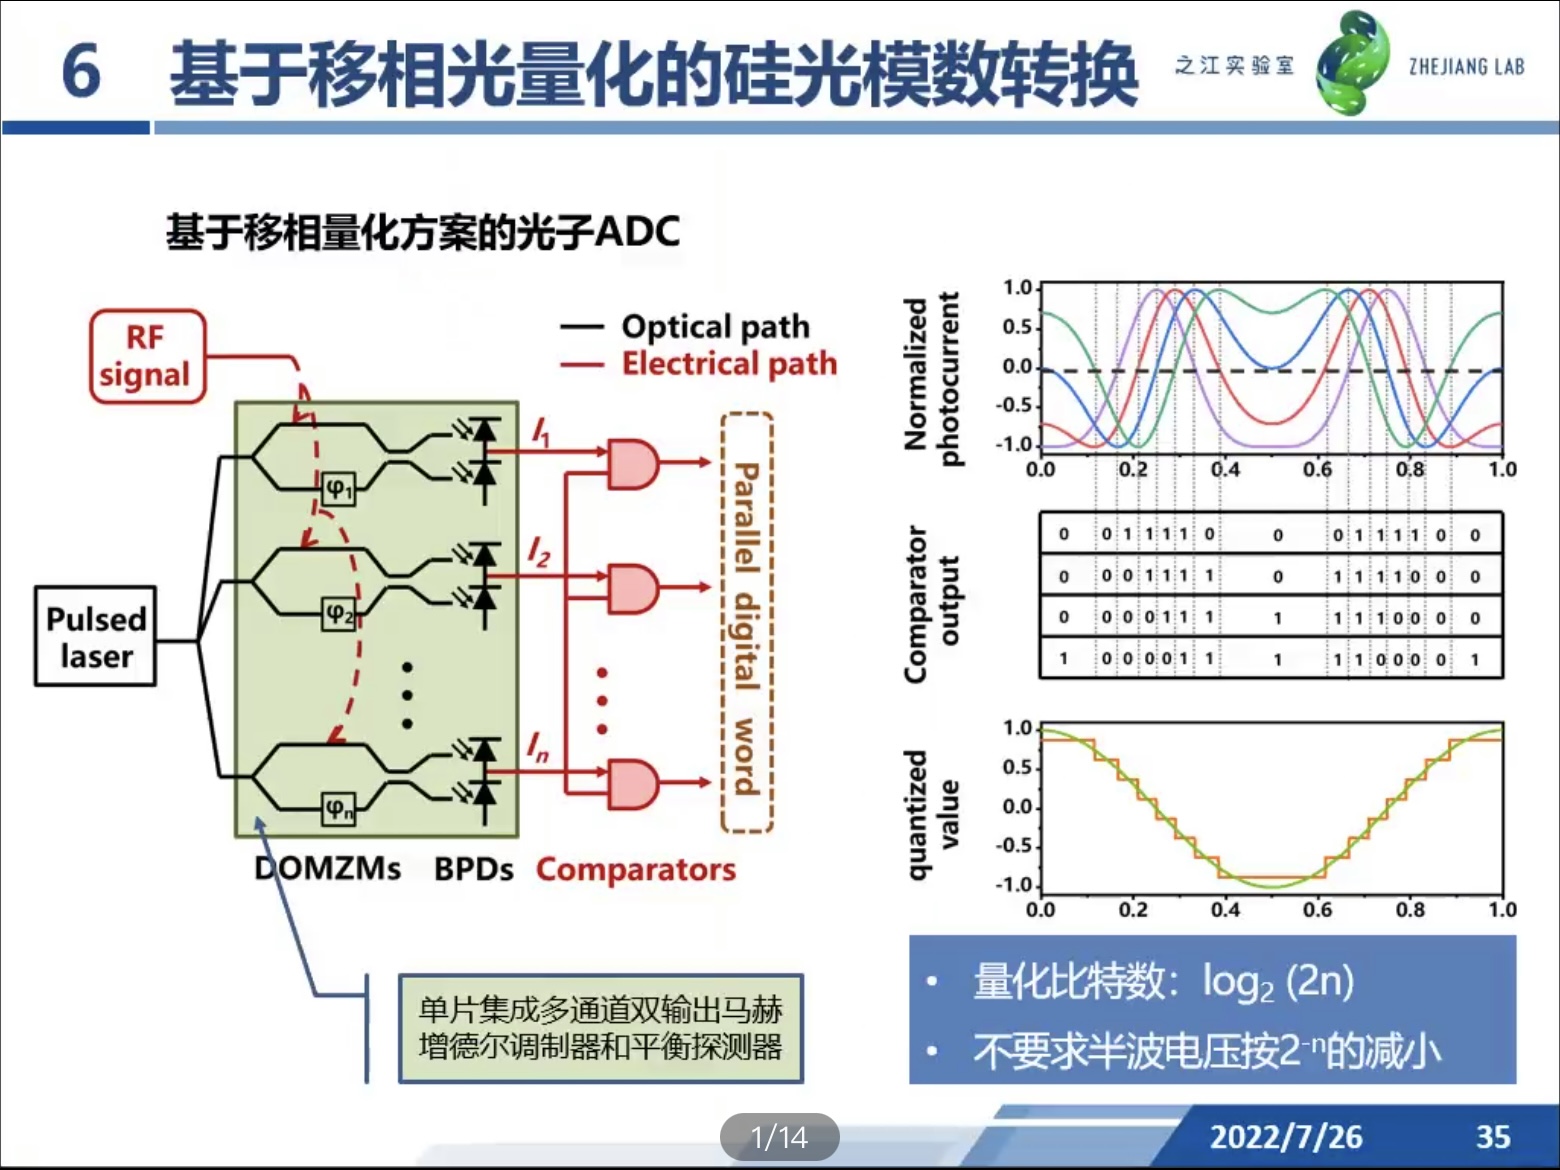 6 基于移相光量化的硅光模数转换
之江实验室
ZHEJIANG LAB
基于移相量化方案的光子ADC
RF
signal
Optical path
Electrical path
Pulsed
laser
φ1
φ2
φn
I1
I2
In
Parallel digital word
DOMZMs BPDs Comparators
单片集成多通道双输出马赫
增德尔调制器和平衡探测器
Normalized
photocurrent
1.0
0.5
0.0
-0.5
-1.0
0.0 0.2 0.4 0.6 0.8 1.0
Comparator
output
0 0 1 1 1 1 0 0 0 1 1 1 1 0 0
0 0 0 1 1 1 1 0 1 1 1 1 0 0 0
0 0 0 0 1 1 1 1 1 1 1 0 0 0 0
1 0 0 0 0 1 1 1 1 1 0 0 0 0 1
quantized
value
1.0
0.5
0.0
-0.5
-1.0
0.0 0.2 0.4 0.6 0.8 1.0
• 量化比特数：log₂ (2n)
• 不要求半波电压按2⁻ⁿ的减小
1/14
2022/7/26
35